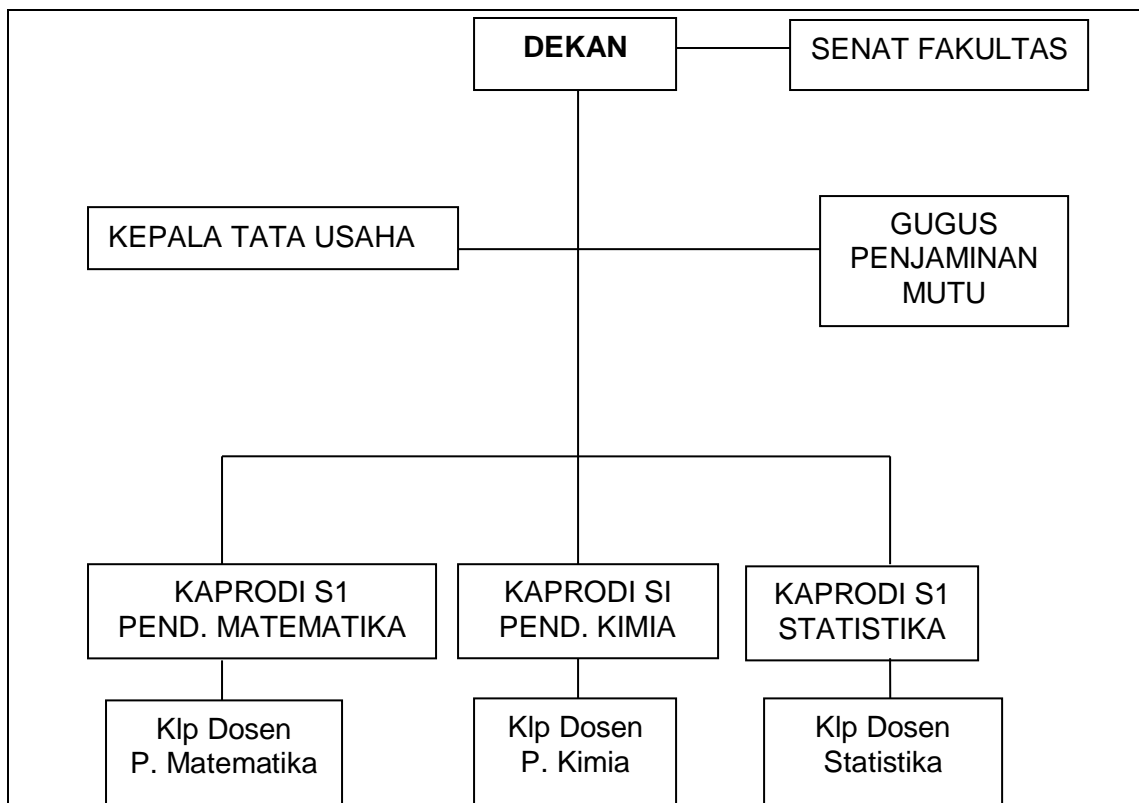 DEKAN
SENAT FAKULTAS
KEPALA TATA USAHA
GUGUS
PENJAMINAN
MUTU
KAPRODI S1
PEND. MATEMATIKA
KAPRODI SI
PEND. KIMIA
KAPRODI S1
STATISTIKA
Klp Dosen
P. Matematika
Klp Dosen
P. Kimia
Klp Dosen
Statistika